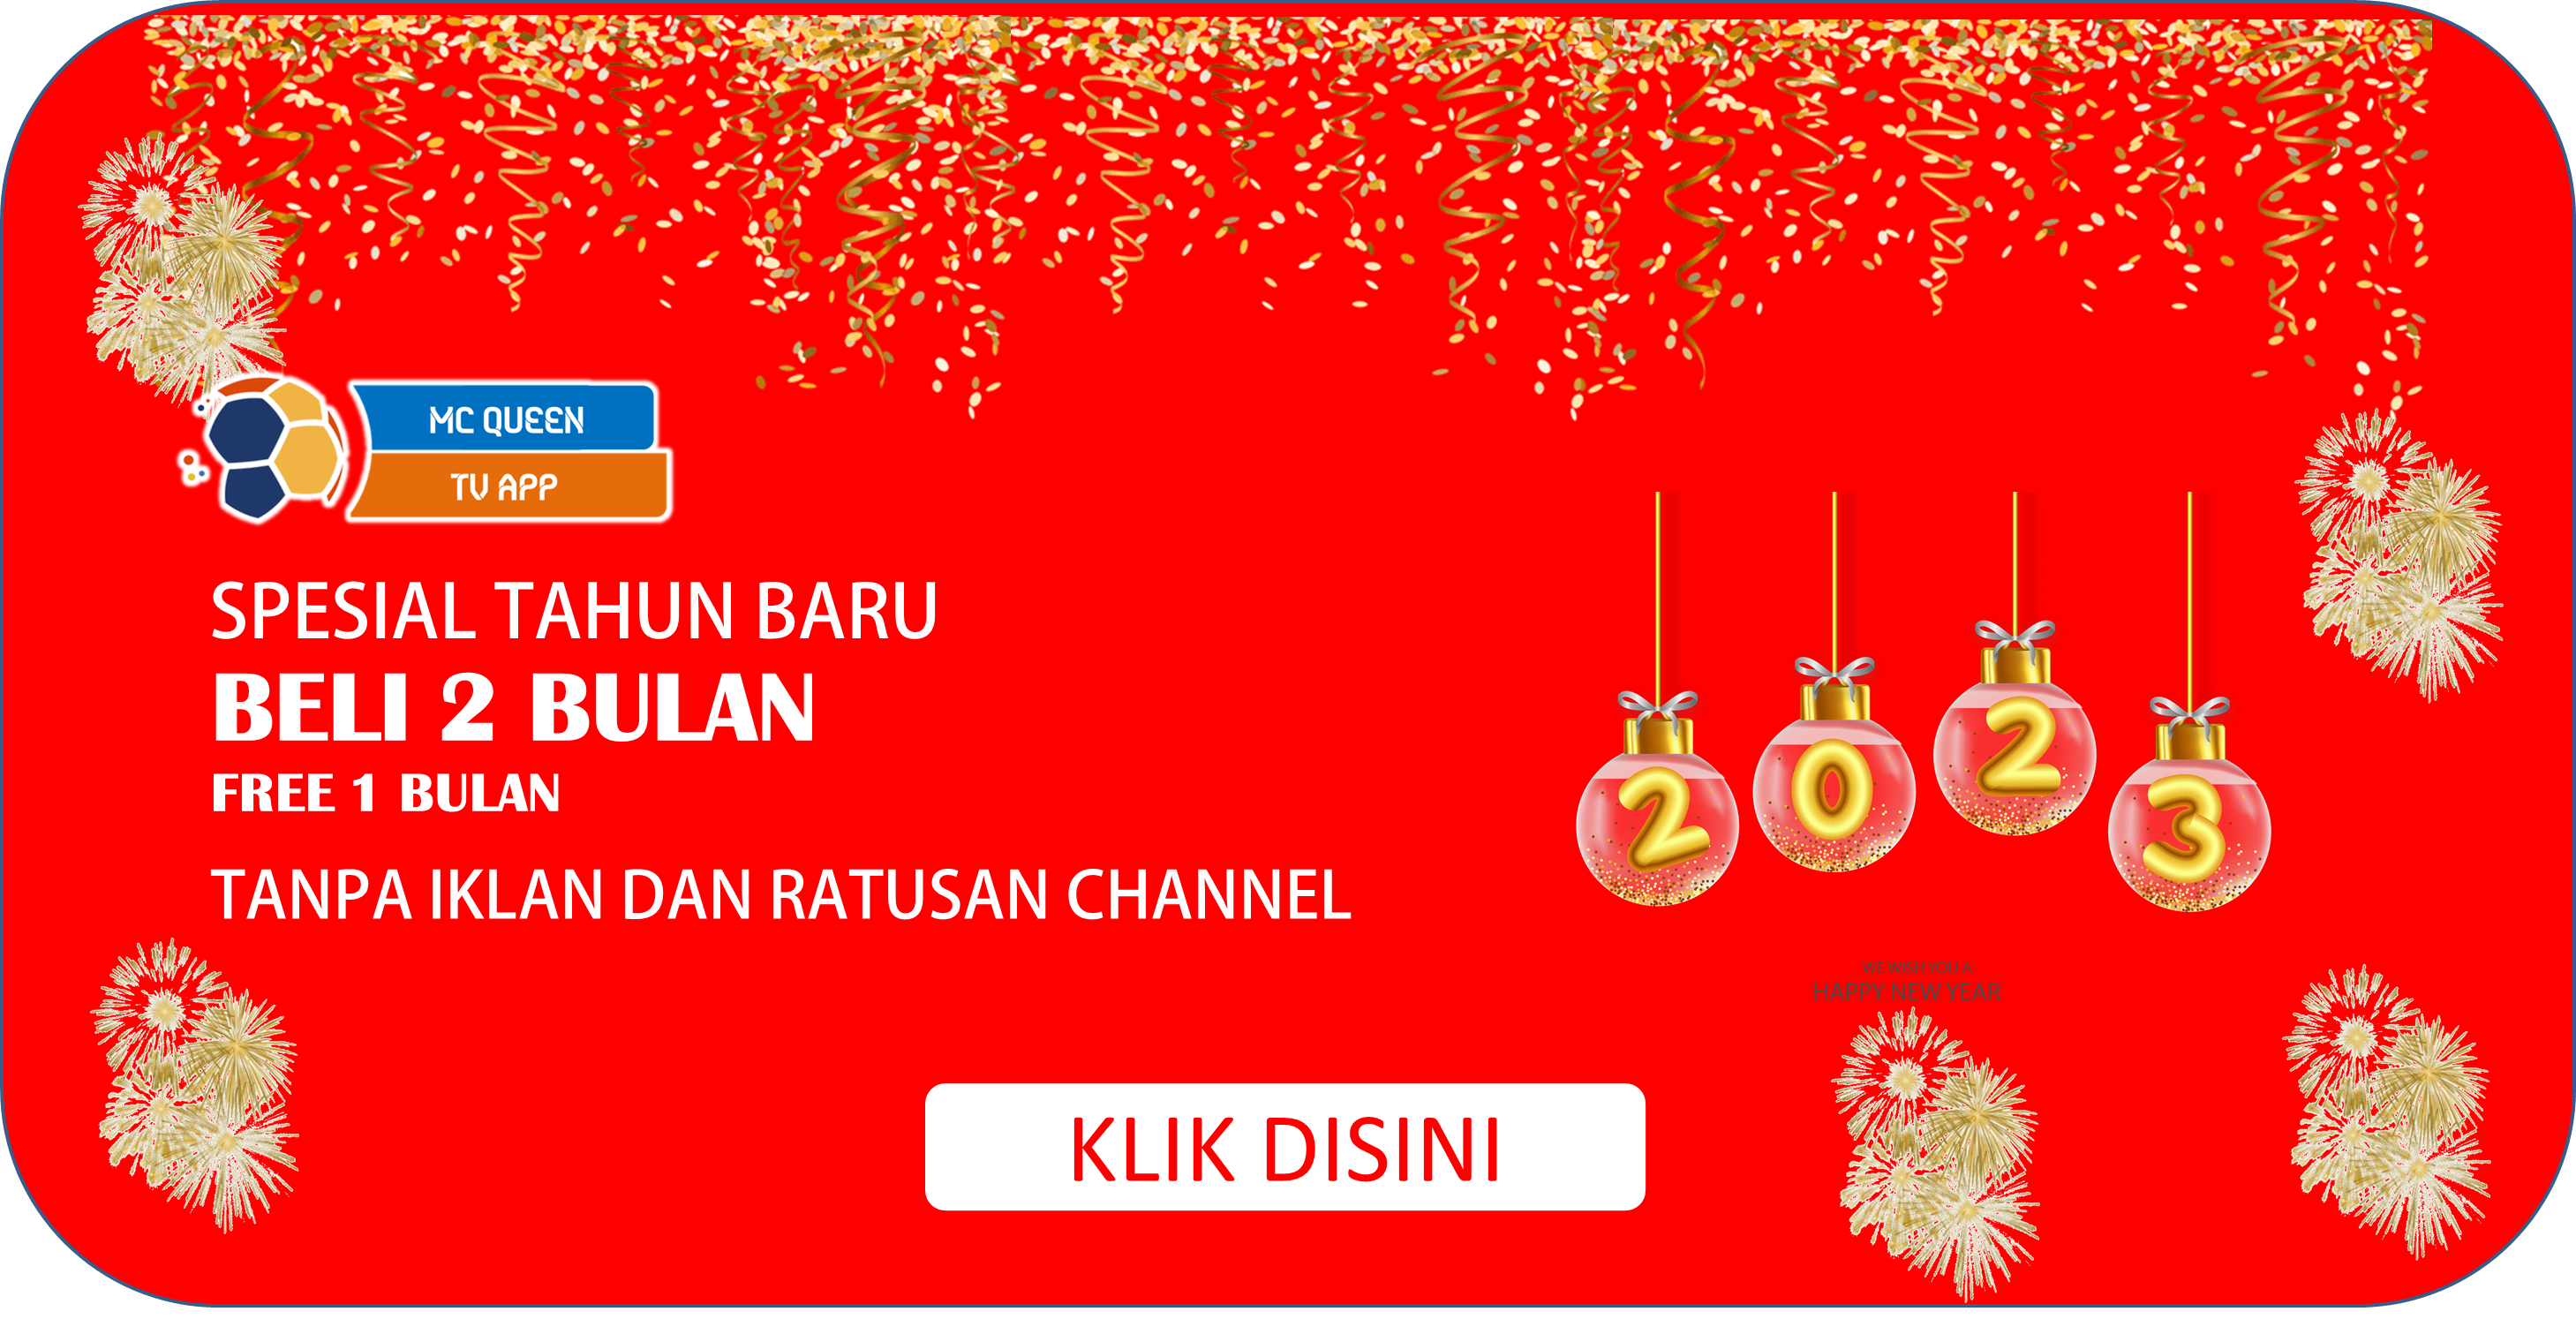 MC QUEEN
TV APP
SPESIAL TAHUN BARU
BELI 2 BULAN
FREE 1 BULAN
TANPA IKLAN DAN RATUSAN CHANNEL
2023
WE WISH YOU A
HAPPY NEW YEAR
KLIK DISINI